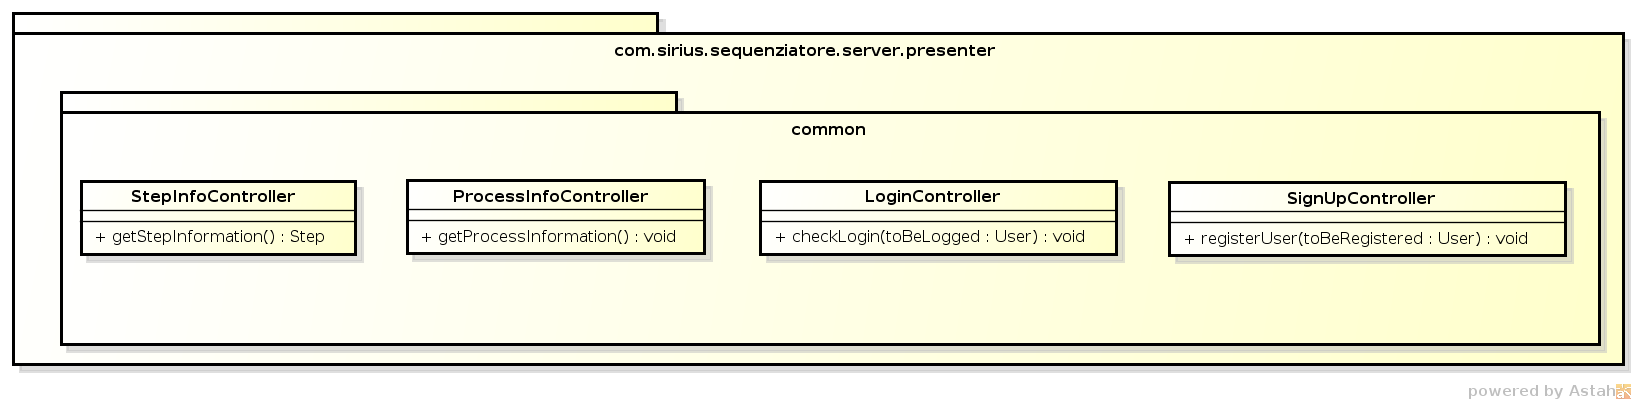 com.sirius.sequenziatore.server.presenter
common
StepInfoController
+ getStepInformation() : Step
ProcessInfoController
+ getProcessInformation() : void
LoginController
+ checkLogin(toBeLogged : User) : void
SignUpController
+ registerUser(toBeRegistered : User) : void
powered by Astah